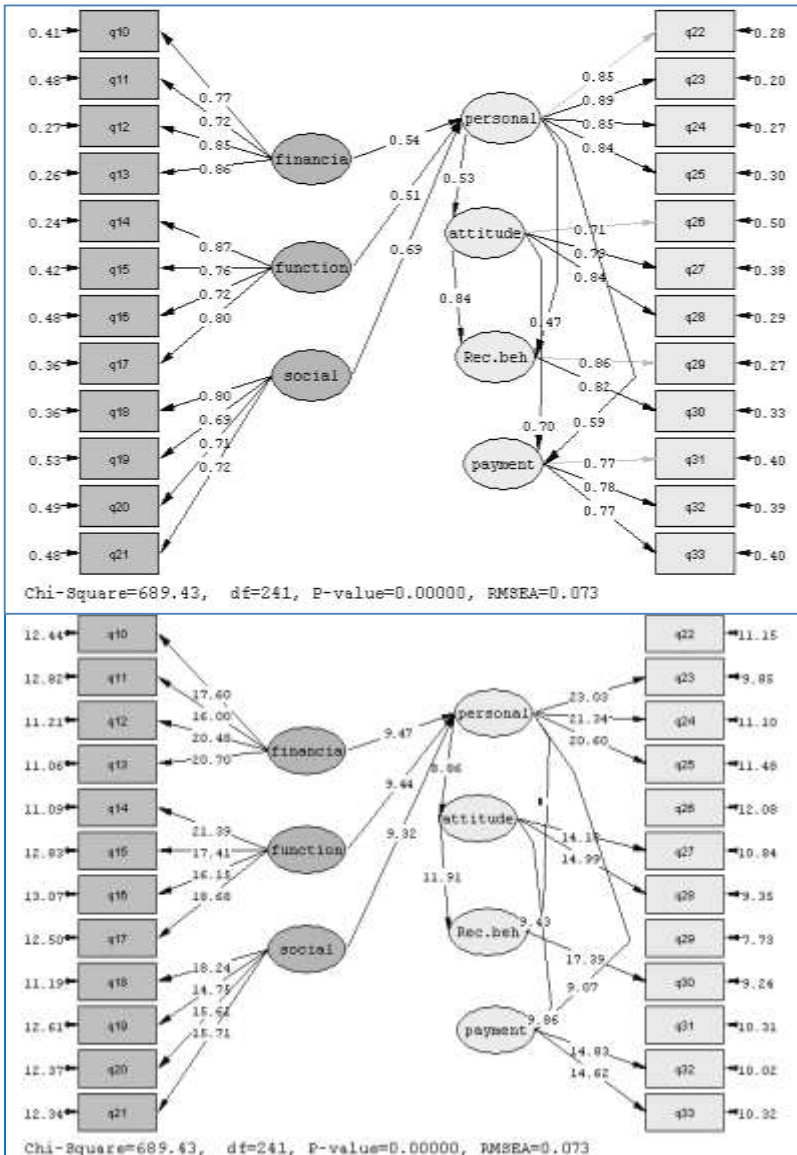 0.41 q10 q22 0.28
0.48 q11 q23 0.20
0.27 q12 q24 0.27
0.26 q13 q25 0.30
0.24 q14 q26 0.50
0.42 q15 q27 0.38
0.48 q16 q28 0.29
0.36 q17 q29 0.27
0.36 q18 q30 0.33
0.53 q19 q31 0.40
0.49 q20 q32 0.39
0.48 q21 q33 0.40
0.77
0.72
0.85
0.86
financia
0.87
0.76
0.72
0.80
function
0.80
0.69
0.71
0.72
social
0.54
0.51
0.69
personal
0.53
attitude
0.84
Rec.beh
payment
0.85
0.89
0.85
0.84
0.71
0.79
0.84
0.47
0.86
0.82
0.59
0.70
0.77
0.78
0.77
Chi-Square=689.43, df=241, P-value=0.00000, RMSEA=0.073
12.44 q10 q22 11.15
12.82 q11 q23 9.85
11.21 q12 q24 11.10
11.06 q13 q25 11.48
11.09 q14 q26 12.08
12.83 q15 q27 10.84
13.07 q16 q28 9.35
12.50 q17 q29 7.73
11.19 q18 q30 9.24
12.61 q19 q31 10.31
12.37 q20 q32 10.02
12.34 q21 q33 10.32
17.60
16.00
20.48
20.70
financia
21.39
17.41
16.15
18.68
function
18.24
14.75
15.61
15.71
social
9.47
9.44
9.32
personal
8.86
attitude
11.91
Rec.beh
payment
23.03
21.34
20.60
14.99
9.43
17.39
9.07
9.86
14.83
14.62
Chi-Square=689.43, df=241, P-value=0.00000, RMSEA=0.073